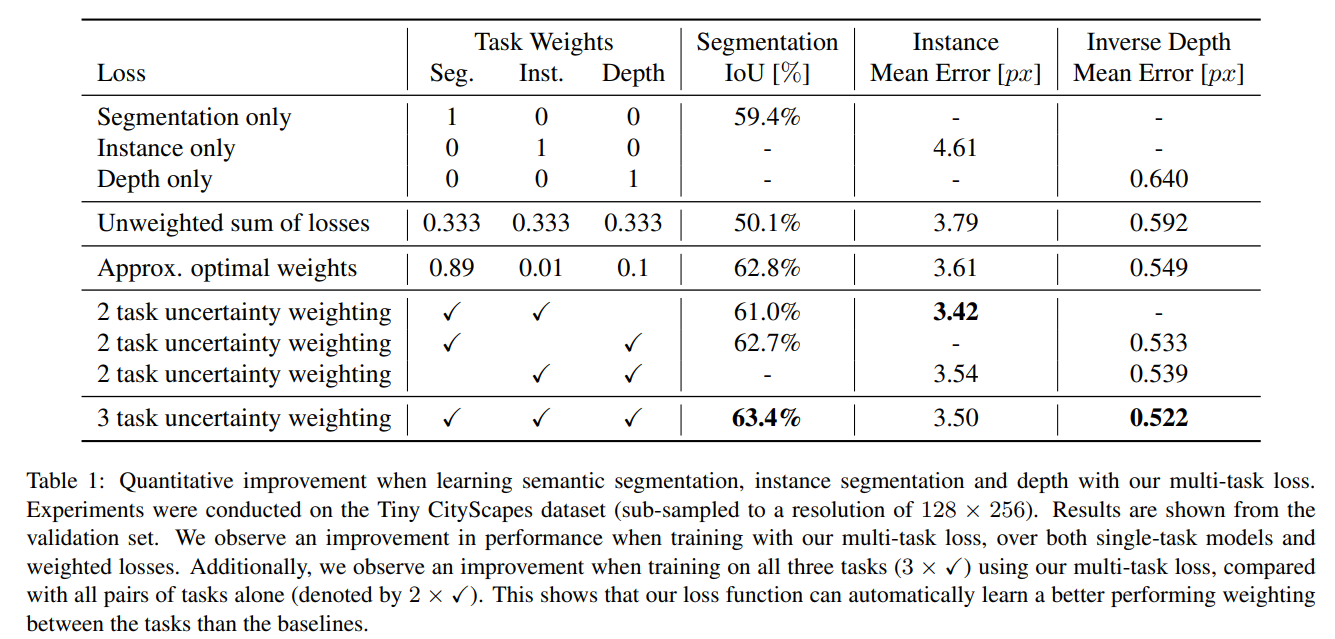 Task Weights Segmentation Instance Inverse Depth
Loss Seg. Inst. Depth IoU [%] Mean Error [px] Mean Error [px]
Segmentation only 1 0 0 59.4% - -
Instance only 0 1 0 - 4.61 -
Depth only 0 0 1 - - 0.640
Unweighted sum of losses 0.333 0.333 0.333 50.1% 3.79 0.592
Approx. optimal weights 0.89 0.01 0.1 62.8% 3.61 0.549
2 task uncertainty weighting ✓ ✓ 61.0% 3.42 -
2 task uncertainty weighting ✓ ✓ 62.7% - 0.533
2 task uncertainty weighting ✓ ✓ - 3.54 0.539
3 task uncertainty weighting ✓ ✓ ✓ 63.4% 3.50 0.522
Table 1: Quantitative improvement when learning semantic segmentation, instance segmentation and depth with our multi-task loss.
Experiments were conducted on the Tiny CityScapes dataset (sub-sampled to a resolution of 128 × 256). Results are shown from the
validation set. We observe an improvement in performance when training with our multi-task loss, over both single-task models and
weighted losses. Additionally, we observe an improvement when training on all three tasks (3 × ✓) using our multi-task loss, compared
with all pairs of tasks alone (denoted by 2 × ✓). This shows that our loss function can automatically learn a better performing weighting
between the tasks than the baselines.